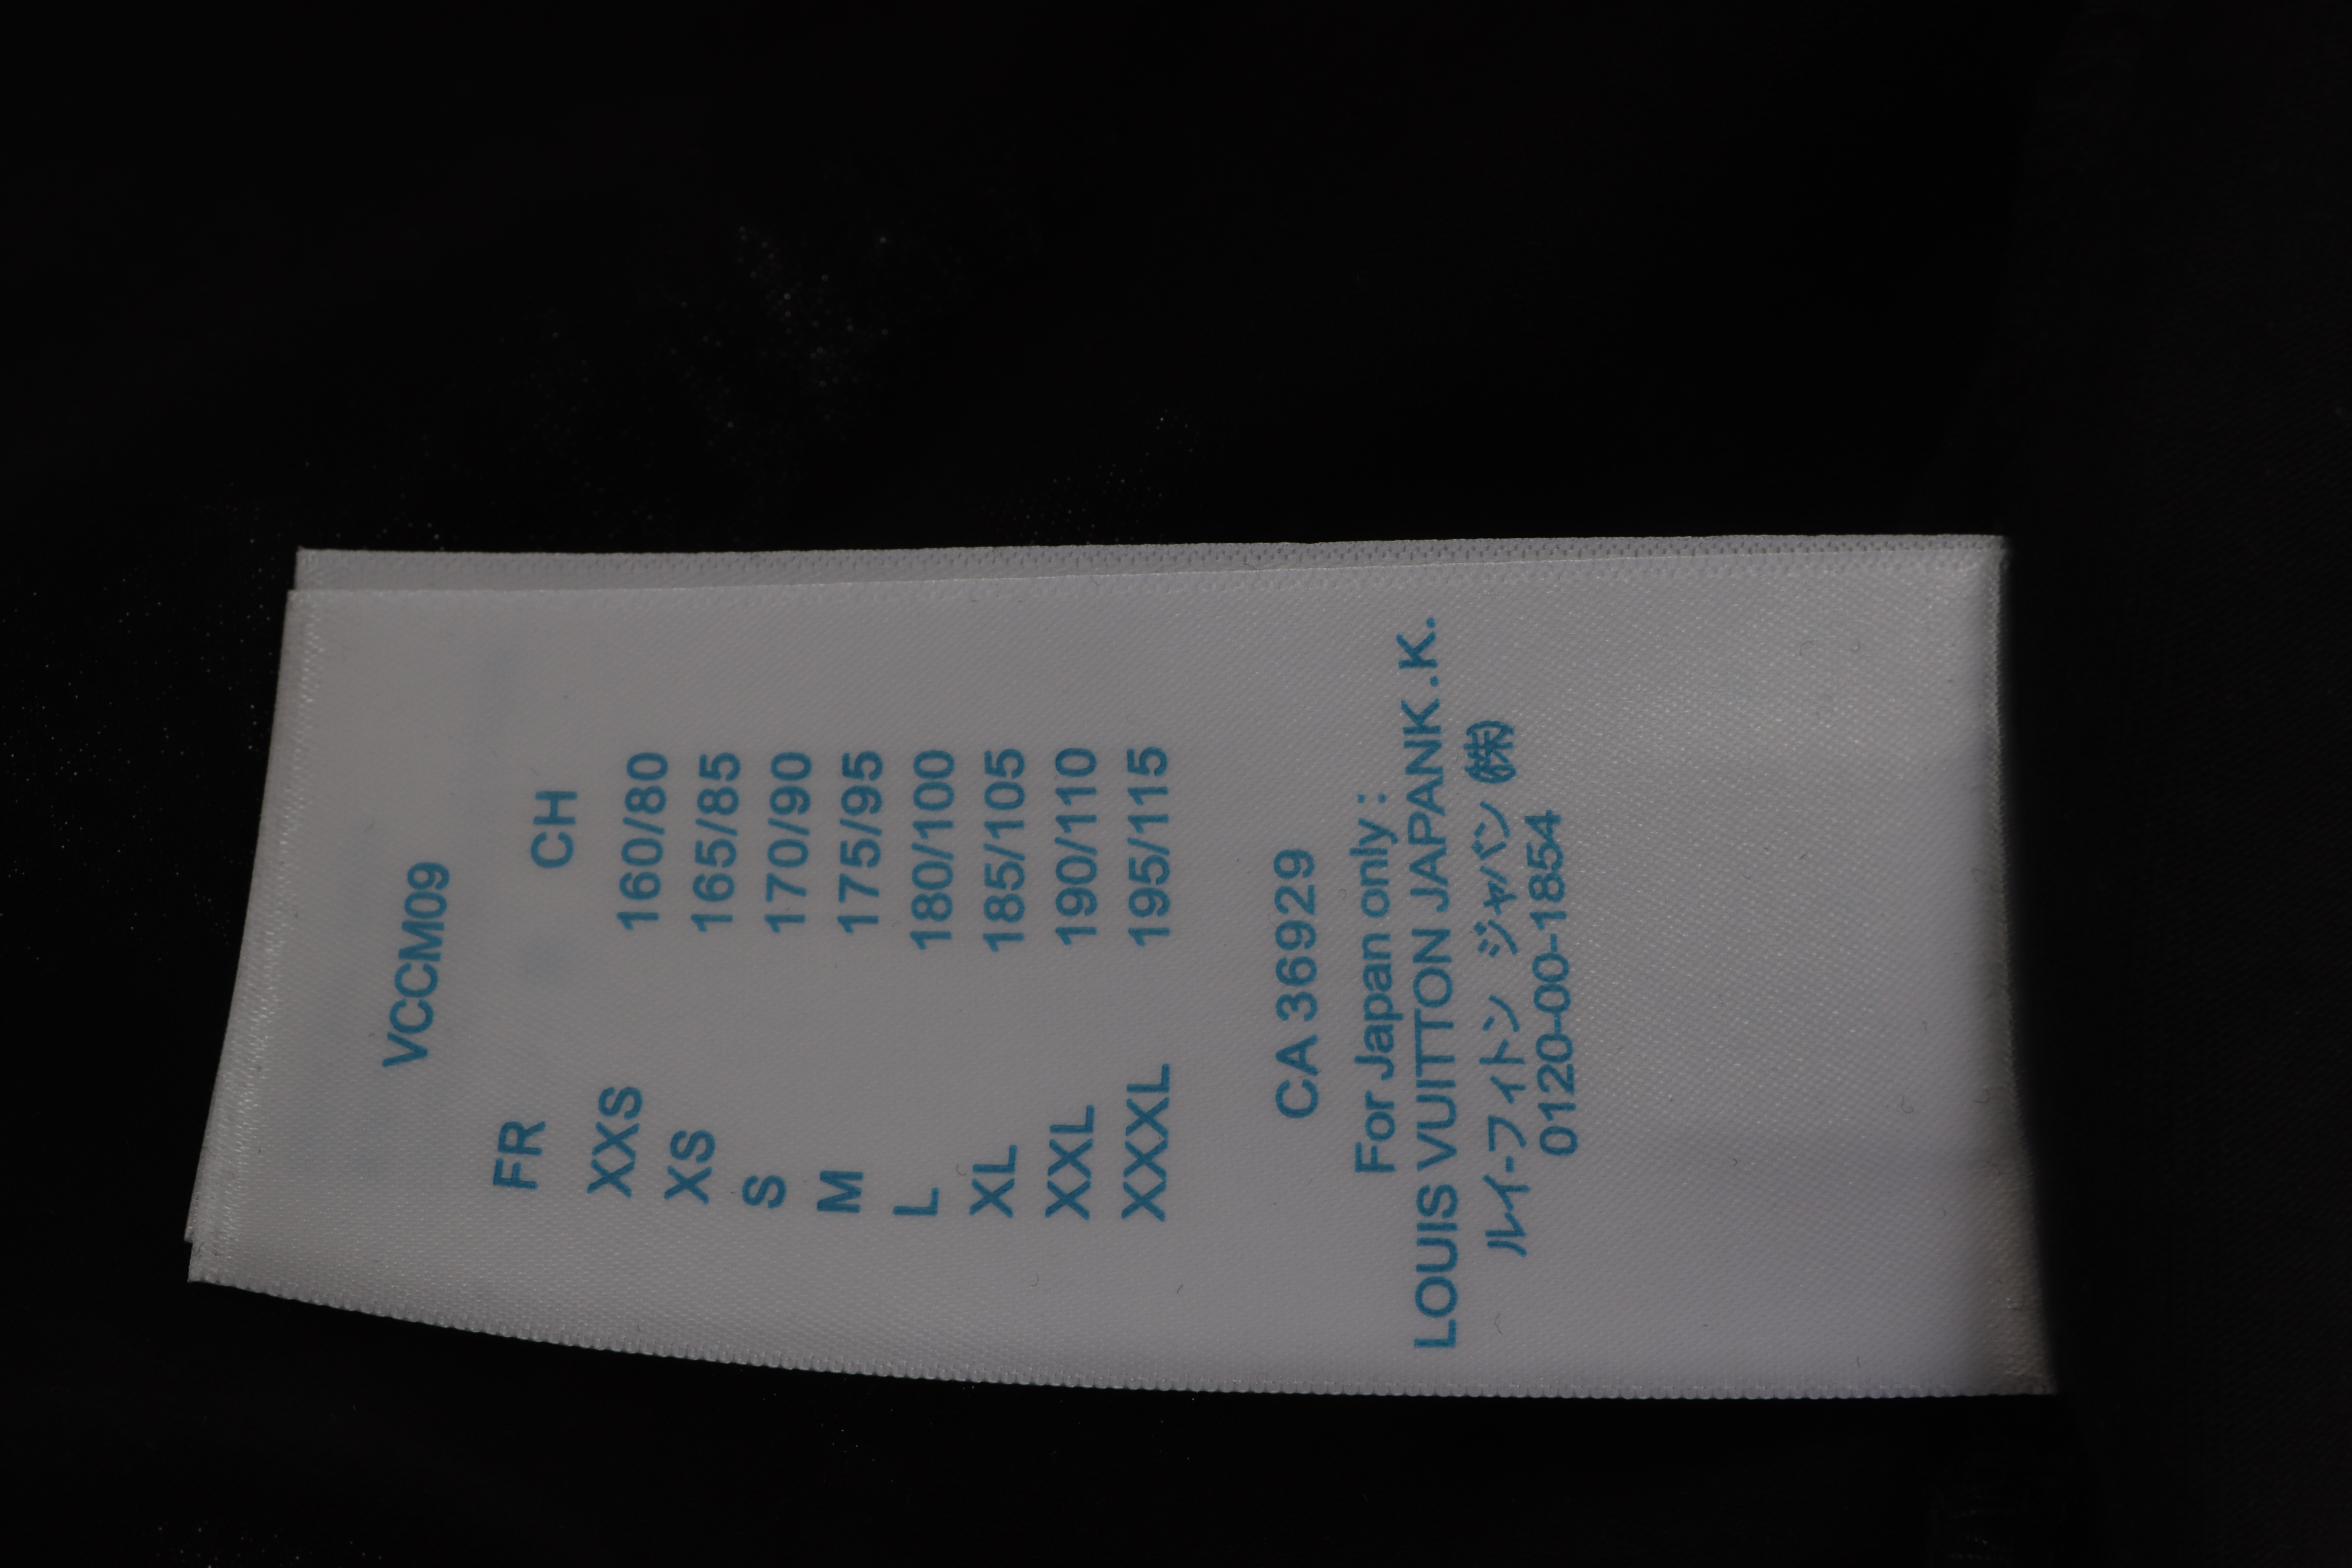 VCCM09
FR CH
XXS 160/80
XS 165/85
S 170/90
M 175/95
L 180/100
XL 185/105
XXL 190/110
XXXL 195/115
CA 36929
For Japan only :
LOUIS VUITTON JAPANK.K.
ルイ-フィトン ジャバン ㈱
0120-00-1854